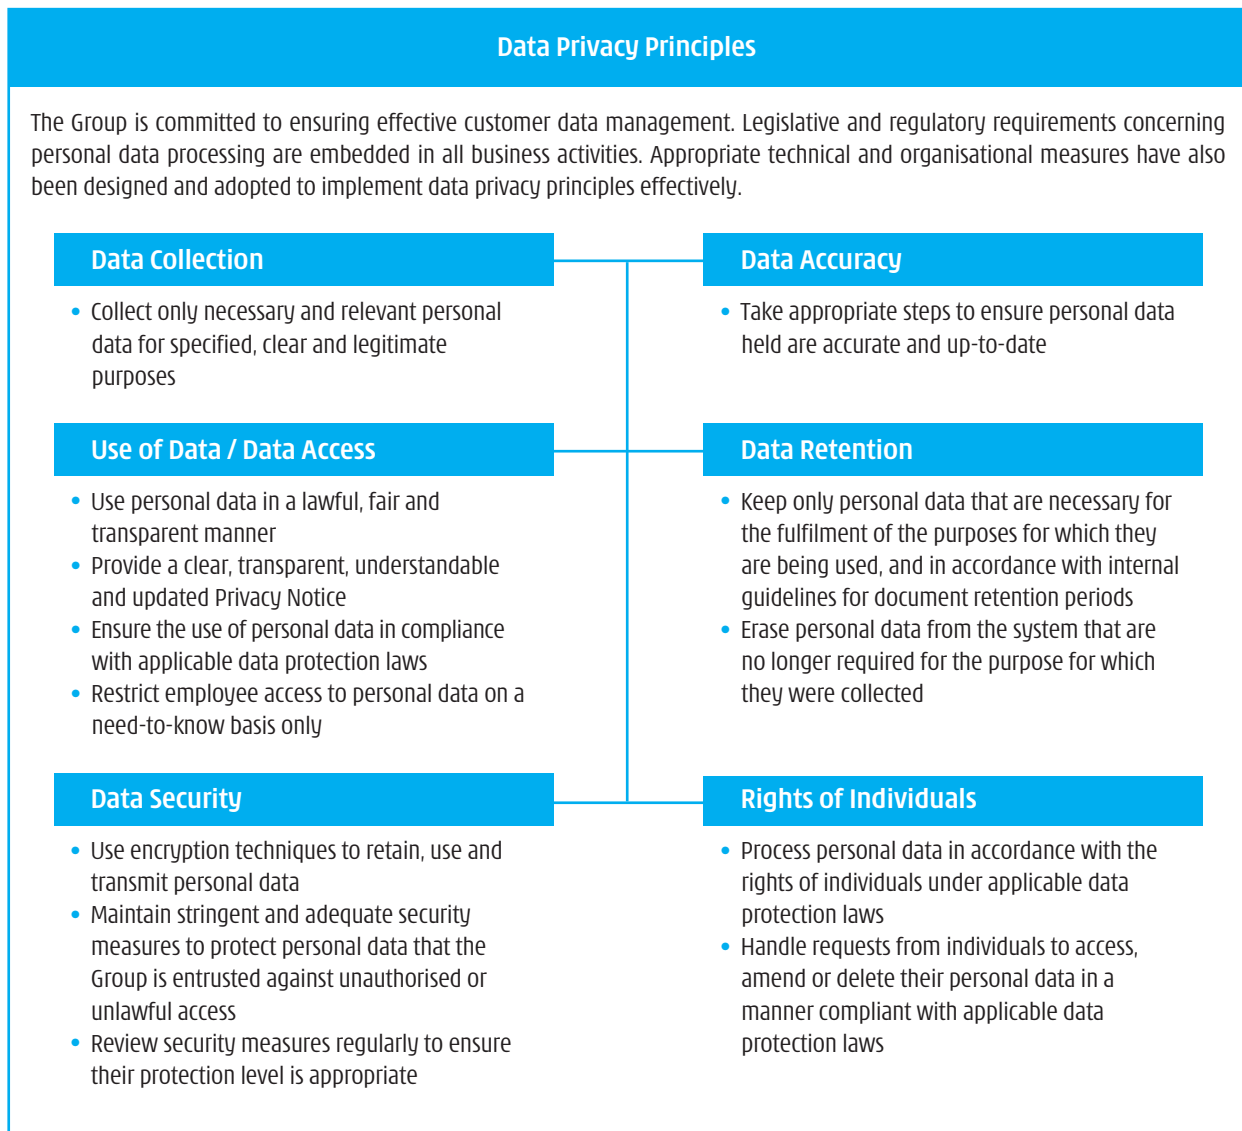 Data Privacy Principles
The Group is committed to ensuring effective customer data management. Legislative and regulatory requirements concerning
personal data processing are embedded in all business activities. Appropriate technical and organisational measures have also
been designed and adopted to implement data privacy principles effectively.
Data Collection
• Collect only necessary and relevant personal
data for specified, clear and legitimate
purposes
Data Accuracy
• Take appropriate steps to ensure personal data
held are accurate and up-to-date
Use of Data / Data Access
• Use personal data in a lawful, fair and
transparent manner
• Provide a clear, transparent, understandable
and updated Privacy Notice
• Ensure the use of personal data in compliance
with applicable data protection laws
• Restrict employee access to personal data on a
need-to-know basis only
Data Retention
• Keep only personal data that are necessary for
the fulfilment of the purposes for which they
are being used, and in accordance with internal
guidelines for document retention periods
• Erase personal data from the system that are
no longer required for the purpose for which
they were collected
Data Security
• Use encryption techniques to retain, use and
transmit personal data
• Maintain stringent and adequate security
measures to protect personal data that the
Group is entrusted against unauthorised or
unlawful access
• Review security measures regularly to ensure
their protection level is appropriate
Rights of Individuals
• Process personal data in accordance with the
rights of individuals under applicable data
protection laws
• Handle requests from individuals to access,
amend or delete their personal data in a
manner compliant with applicable data
protection laws